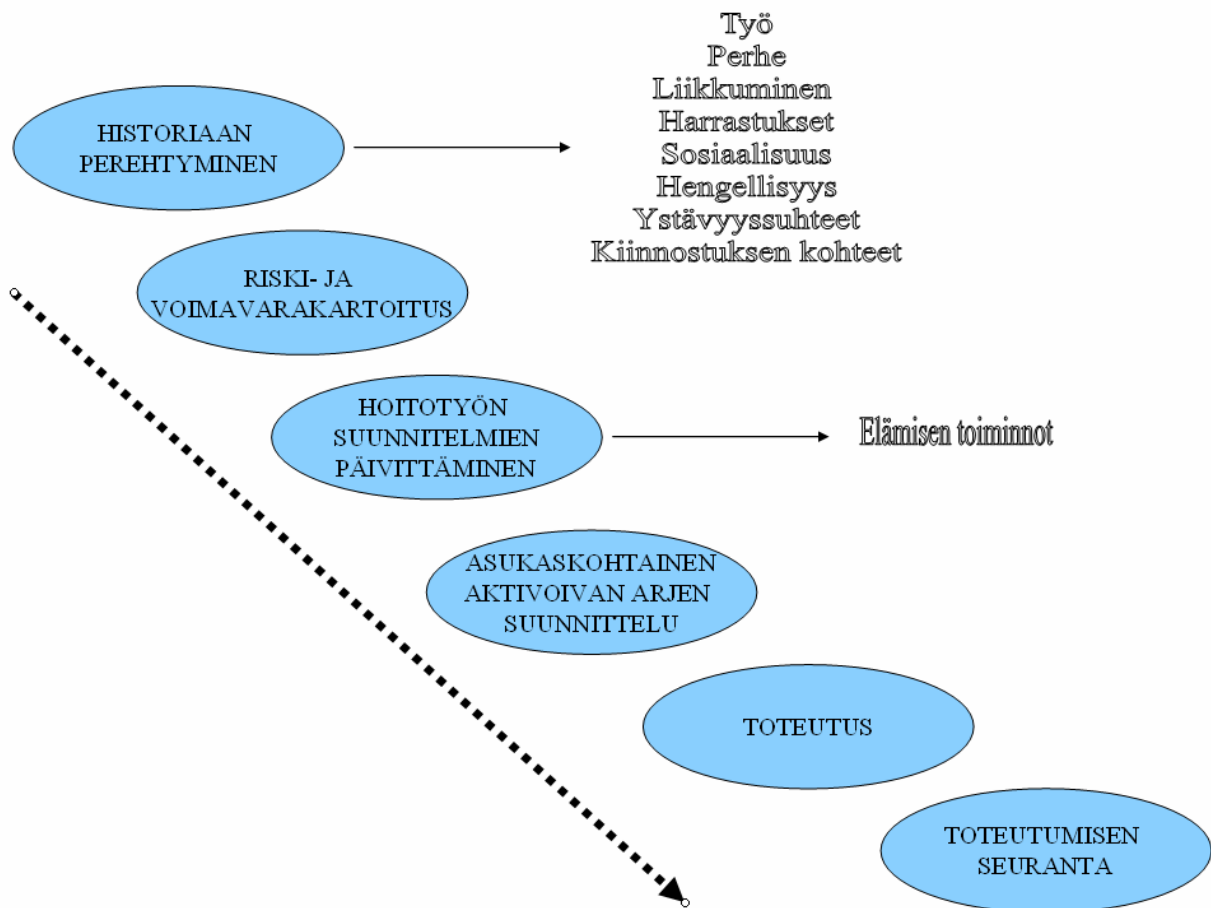 Työ
Perhe
Liikkuminen
Harrastukset
Sosiaalisuus
Hengellisyys
Ystävyyssuhteet
Kiinnostuksen kohteet
HISTORIAAN
PEREHTYMINEN
RISKI- JA
VOIMAVARAKARTOITUS
HOITOTYÖN
SUUNNITELMIEN
PÄIVITTÄMINEN
Elämisen toiminnot
ASUKASKOHTAINEN
AKTIVOIVAN ARJEN
SUUNNITTELU
TOTEUTUS
TOTEUTUMISEN
SEURANTA